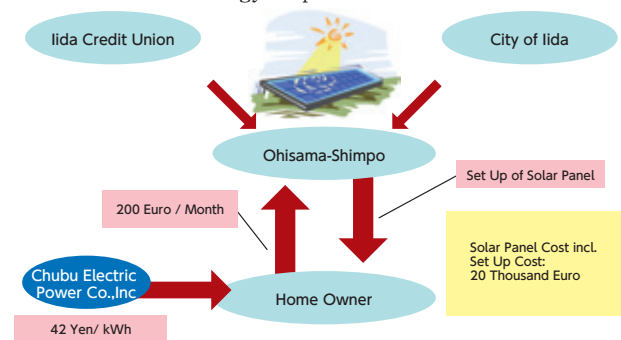 Iida Credit Union
City of Iida
Ohisama-Shimpo
Set Up of Solar Panel
200 Euro / Month
Solar Panel Cost incl.
Set Up Cost:
20 Thousand Euro
Chubu Electric
Power Co.,Inc
Home Owner
42 Yen/ kWh